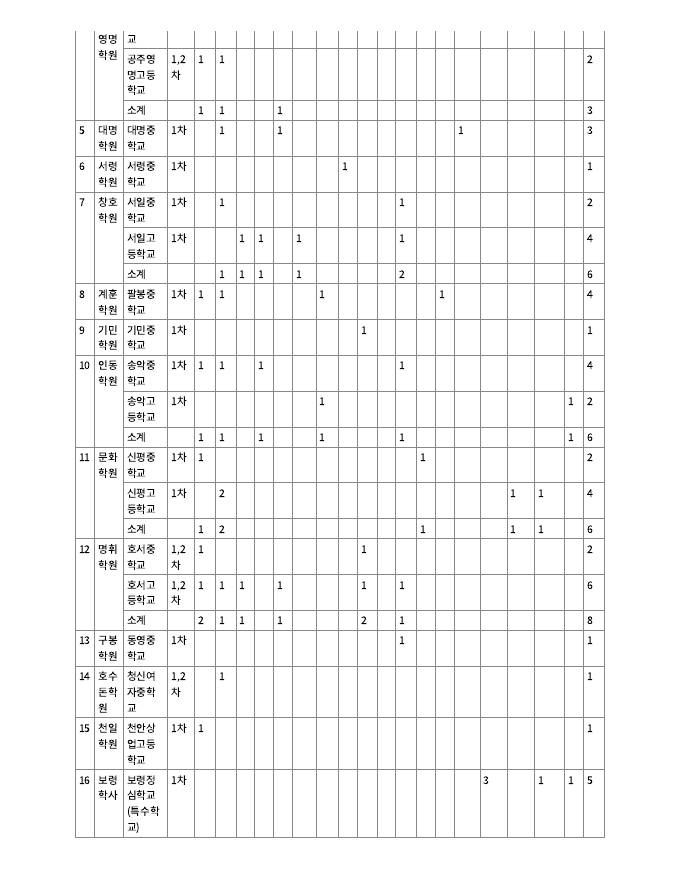 영명 교
학원
공주영 1,2 1 1 2
명고등 차
학교
소계 1 1 1 3
5 대명 대명중 1차 1 1 1 3
학원 학교
6 서령 서령중 1차 1 1
학원 학교
7 창호 서일중 1차 1 1 2
학원 학교
서일고 1차 1 1 1 1 4
등학교
소계 1 1 1 1 2 6
8 계훈 팔봉중 1차 1 1 1 1 4
학원 학교
9 기민 기민중 1차 1 1
학원 학교
10 인동 송악중 1차 1 1 1 1 4
학원 학교
송악고 1차 1 1 2
등학교
소계 1 1 1 1 1 1 6
11 문화 신평중 1차 1 1 2
학원 학교
신평고 1차 2 1 1 4
등학교
소계 1 2 1 1 1 6
12 명휘 호서중 1,2 1 1 2
학원 학교 차
호서고 1,2 1 1 1 1 1 1 6
등학교 차
소계 2 1 1 1 2 1 8
13 구봉 동명중 1차 1 1
학원 학교
14 호수 청신여 1,2 1 1
돈학 자중학 차
원 교
15 천일 천안상 1차 1 1
학원 업고등
학교
16 보령 보령정 1차 3 1 1 5
학사 심학교
(특수학
교)